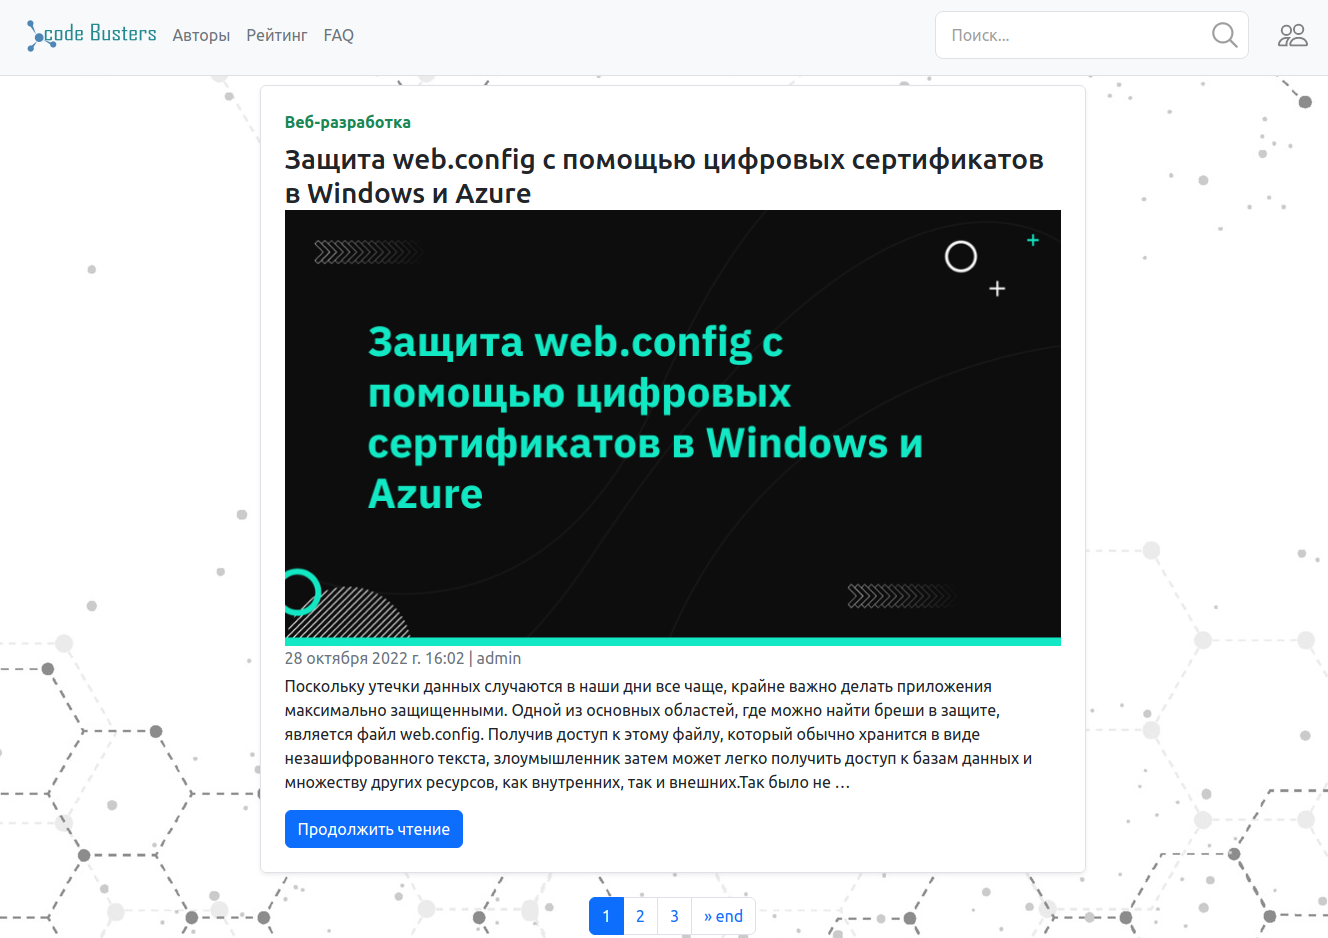 code Busters Авторы Рейтинг FAQ Поиск...
Веб-разработка
Защита web.config с помощью цифровых сертификатов
в Windows и Azure
Защита web.config с
помощью цифровых
сертификатов в Windows и
Azure
28 октября 2022 г. 16:02 | admin
Поскольку утечки данных случаются в наши дни все чаще, крайне важно делать приложения
максимально защищенными. Одной из основных областей, где можно найти бреши в защите,
является файл web.config. Получив доступ к этому файлу, который обычно хранится в виде
незашифрованного текста, злоумышленник затем может легко получить доступ к базам данных и
множеству других ресурсов, как внутренних, так и внешних.Так было не …
Продолжить чтение
1 2 3 » end